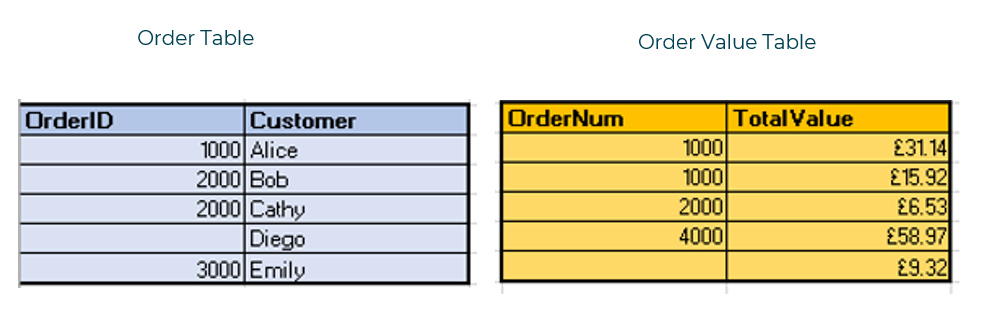 Order Table
OrderID Customer
1000 Alice
2000 Bob
2000 Cathy
Diego
3000 Emily
Order Value Table
OrderNum TotalValue
1000 £31.14
1000 £15.92
2000 £6.53
4000 £58.97
£9.32